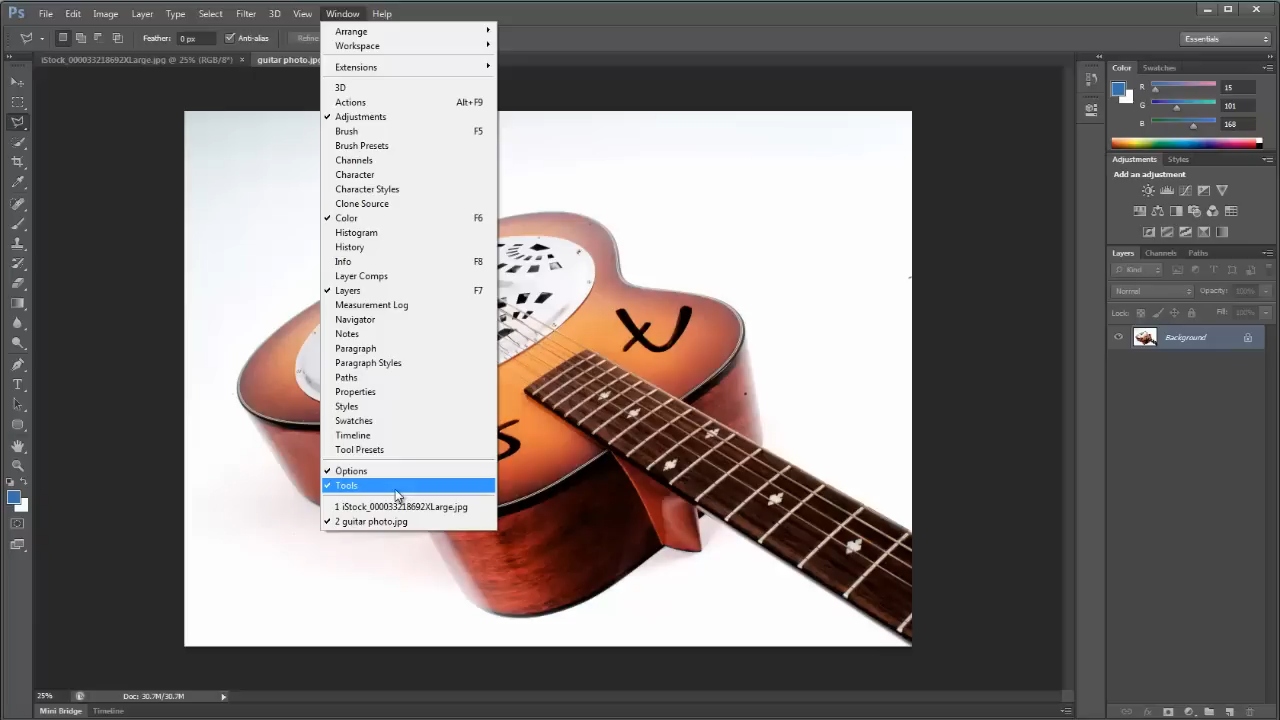 Ps File Edit Image Layer Type Select Filter 3D View Window Help
Feather: 0 px Anti-alias Refine Essentials
iStock_000033218692XLarge.jpg @ 25% (RGB/8*) × guitar photo.jpg
Arrange
Workspace
Extensions
3D
Actions Alt+F9
Adjustments
Brush F5
Brush Presets
Channels
Character
Character Styles
Clone Source
Color F6
Histogram
History
Info F8
Layer Comps
Layers F7
Measurement Log
Navigator
Notes
Paragraph
Paragraph Styles
Paths
Properties
Styles
Swatches
Timeline
Tool Presets
Options
Tools
1 iStock_000033218692XLarge.jpg
2 guitar photo.jpg
Color Swatches
R 15
G 101
B 168
Adjustments Styles
Add an adjustment
Layers Channels Paths
Kind
Normal Opacity: 100%
Lock: Fill: 100%
Background
25% Doc: 30.7M/30.7M
Mini Bridge Timeline